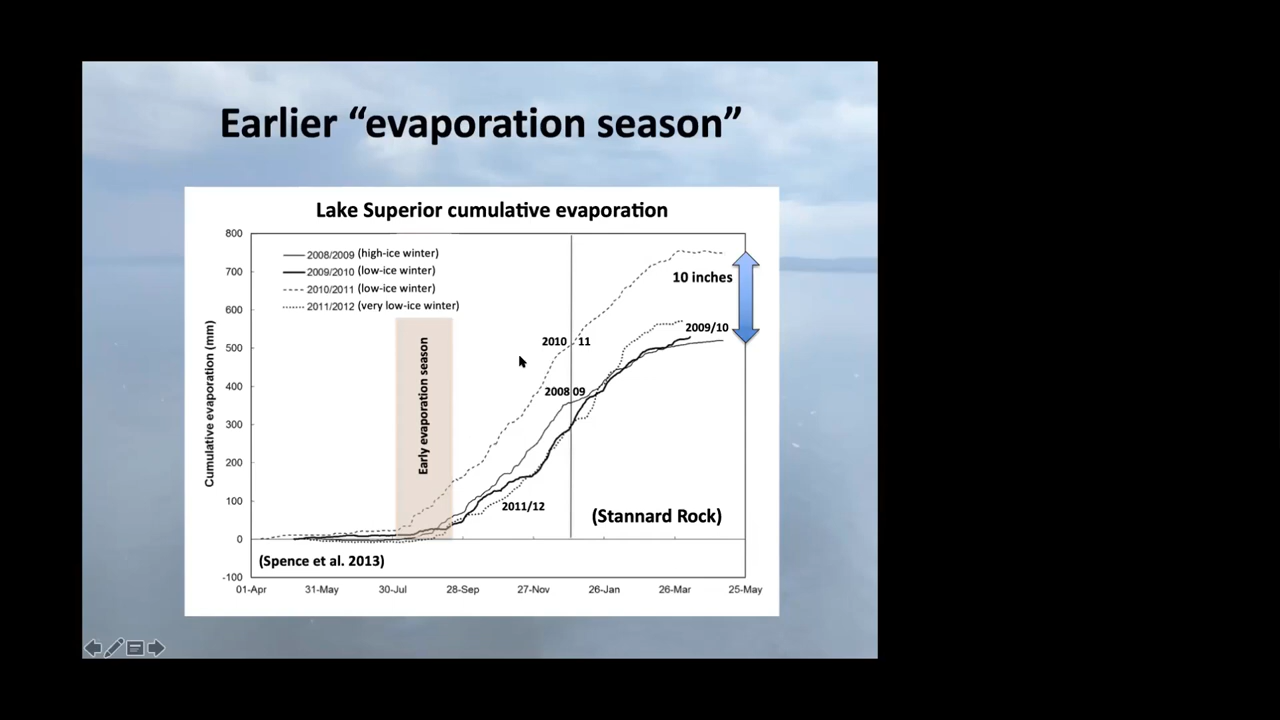 Earlier “evaporation season”
Lake Superior cumulative evaporation
Cumulative evaporation (mm)
800
700
600
500
400
300
200
100
0
-100
2008/2009 (high-ice winter)
2009/2010 (low-ice winter)
2010/2011 (low-ice winter)
2011/2012 (very low-ice winter)
Early evaporation season
10 inches
2009/10
2010 11
2008 09
2011/12
(Stannard Rock)
(Spence et al. 2013)
01-Apr 31-May 30-Jul 28-Sep 27-Nov 26-Jan 26-Mar 25-May